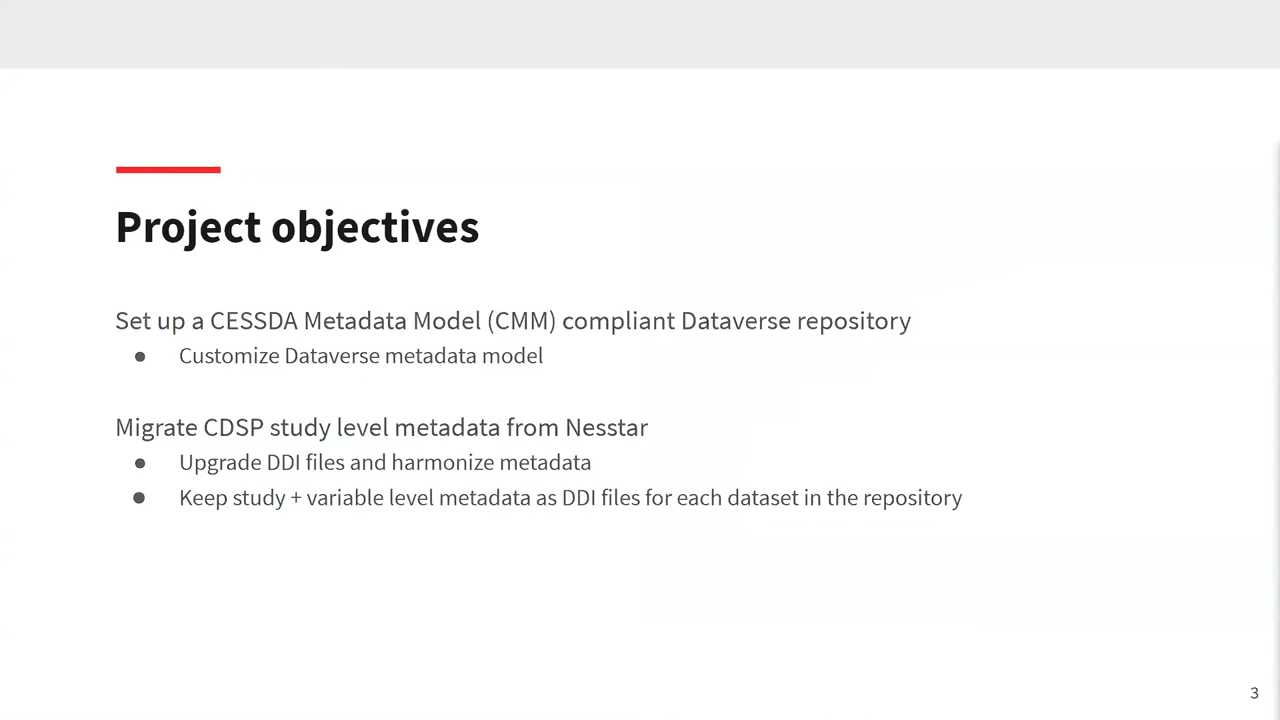 Project objectives
Set up a CESSDA Metadata Model (CMM) compliant Dataverse repository
● Customize Dataverse metadata model
Migrate CDSP study level metadata from Nesstar
● Upgrade DDI files and harmonize metadata
● Keep study + variable level metadata as DDI files for each dataset in the repository
3